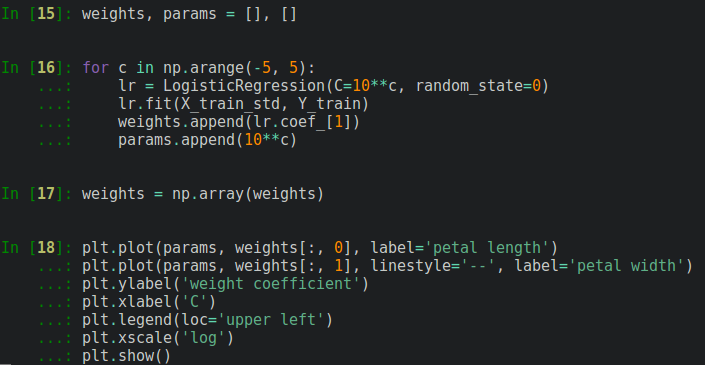 In [15]: weights, params = [], []
In [16]: for c in np.arange(-5, 5):
    ...:     lr = LogisticRegression(C=10**c, random_state=0)
    ...:     lr.fit(X_train_std, Y_train)
    ...:     weights.append(lr.coef_[1])
    ...:     params.append(10**c)
In [17]: weights = np.array(weights)
In [18]: plt.plot(params, weights[:, 0], label='petal length')
    ...: plt.plot(params, weights[:, 1], linestyle='--', label='petal width')
    ...: plt.ylabel('weight coefficient')
    ...: plt.xlabel('C')
    ...: plt.legend(loc='upper left')
    ...: plt.xscale('log')
    ...: plt.show()